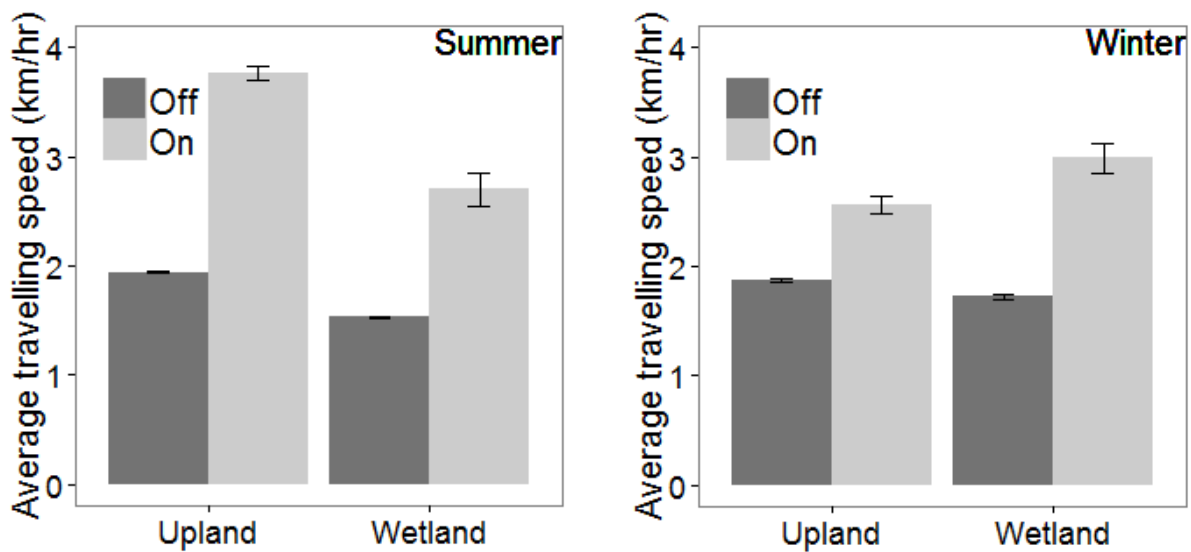 Average travelling speed (km/hr)
4
3
2
1
0
Summer
Off
On
Upland Wetland
Average travelling speed (km/hr)
4
3
2
1
0
Winter
Off
On
Upland Wetland